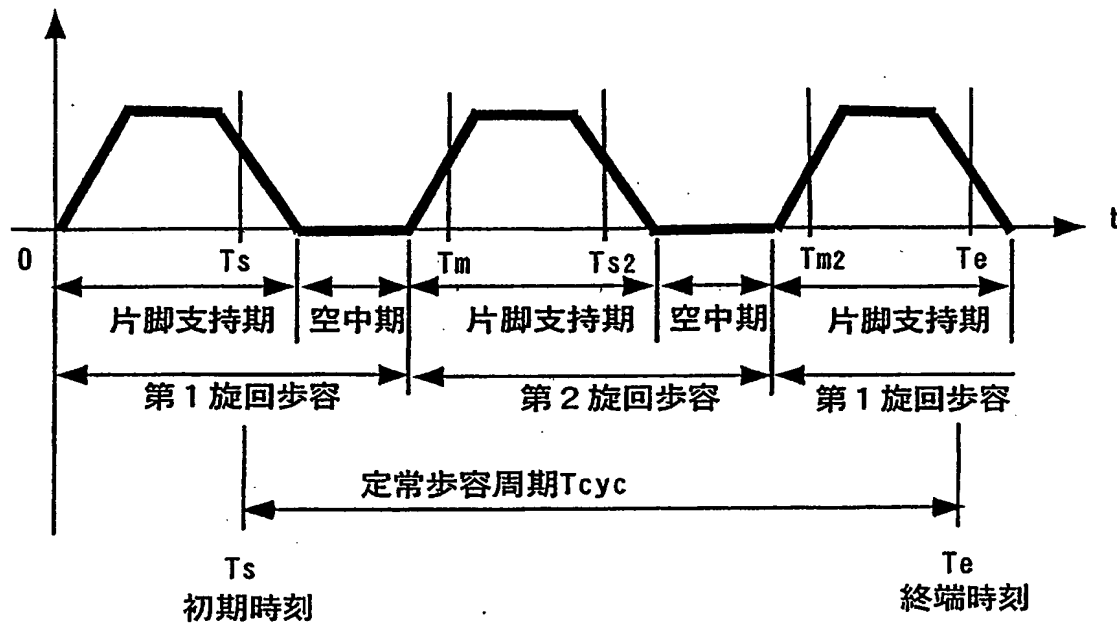 t
0 Ts Tm Ts2 Tm2 Te
片脚支持期 空中期 片脚支持期 空中期 片脚支持期
第1旋回歩容 第2旋回歩容 第1旋回歩容
定常歩容周期Tcyc
Ts Te
初期時刻 終端時刻